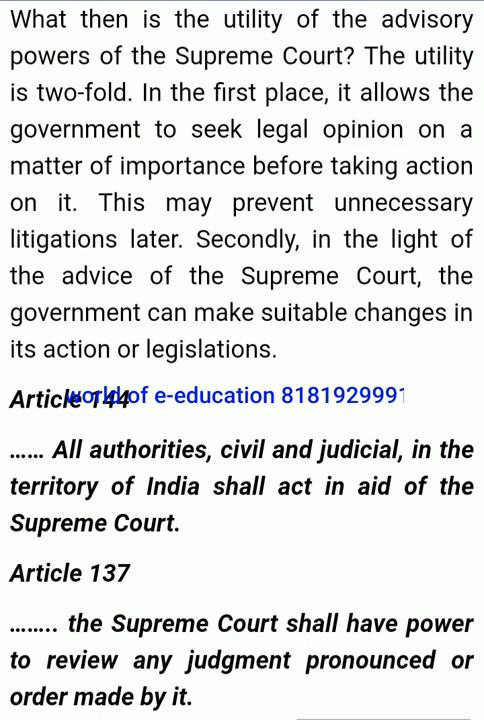 What then is the utility of the advisory
powers of the Supreme Court? The utility
is two-fold. In the first place, it allows the
government to seek legal opinion on a
matter of importance before taking action
on it. This may prevent unnecessary
litigations later. Secondly, in the light of
the advice of the Supreme Court, the
government can make suitable changes in
its action or legislations.
Article 144
world of e-education 8181929991
...... All authorities, civil and judicial, in the
territory of India shall act in aid of the
Supreme Court.
Article 137
........ the Supreme Court shall have power
to review any judgment pronounced or
order made by it.